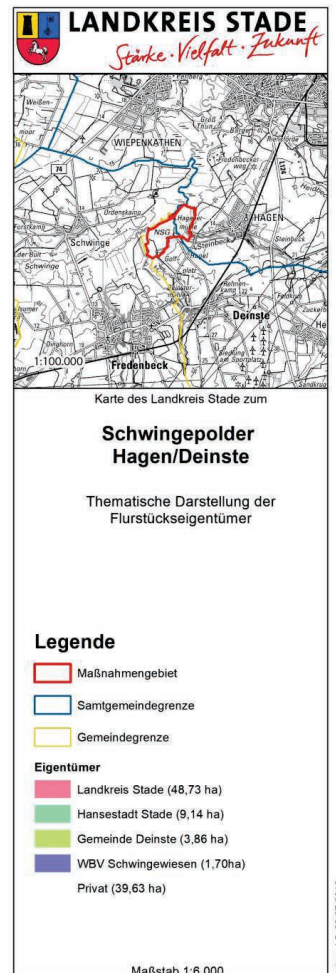 LANDKREIS STADE
Stärke · Vielfalt · Zukunft
WIEPENKATHEN
HAGEN
NSG
Schwinge
Schwinge
Steinbeck
Steinbeck
Deinste
Fredenbeck
1:100.000
Karte des Landkreis Stade zum
Schwingepolder
Hagen/Deinste
Thematische Darstellung der
Flurstückseigentümer
Legende
Maßnahmengebiet
Samtgemeindegrenze
Gemeindegrenze
Eigentümer
Landkreis Stade (48,73 ha)
Hansestadt Stade (9,14 ha)
Gemeinde Deinste (3,86 ha)
WBV Schwingewiesen (1,70ha)
Privat (39,63 ha)
Maßstab 1:6.000